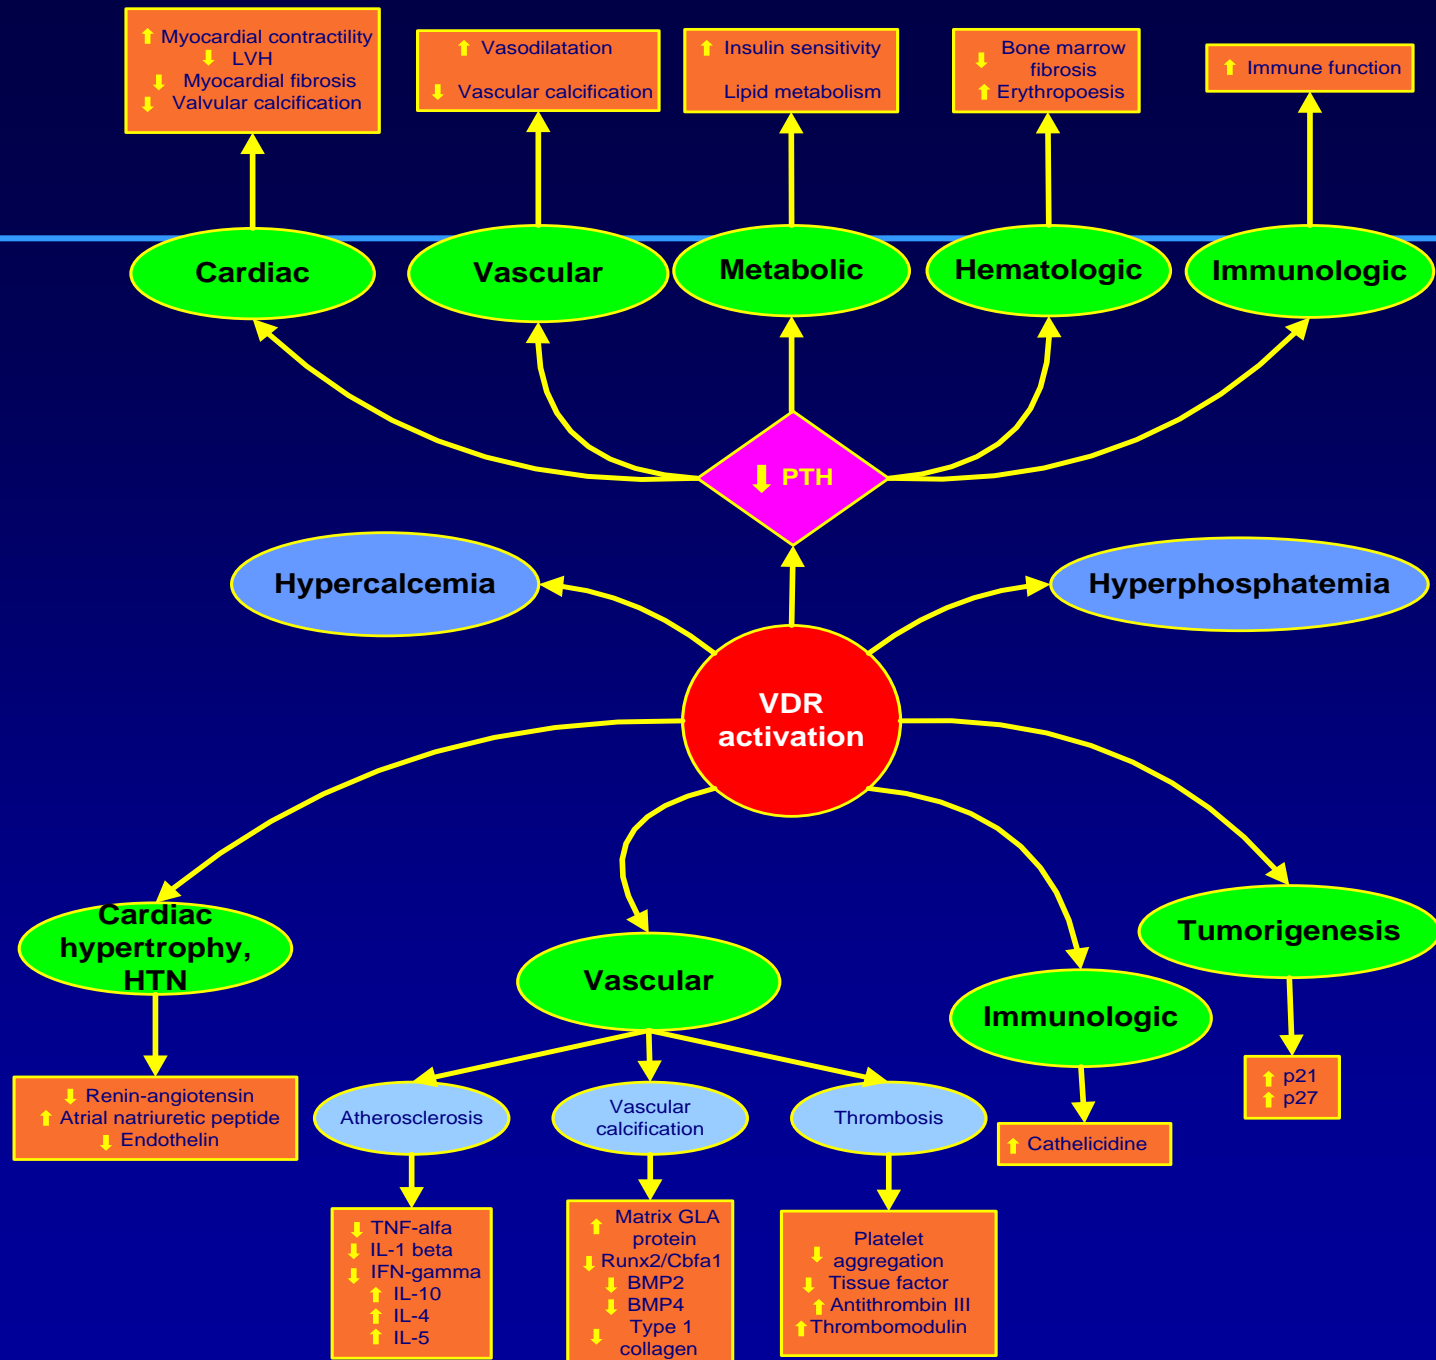 ⬆ Myocardial contractility
⬇ LVH
⬇ Myocardial fibrosis
⬇ Valvular calcification
⬆ Vasodilatation
⬇ Vascular calcification
⬆ Insulin sensitivity
Lipid metabolism
⬇ Bone marrow
fibrosis
⬆ Erythropoesis
⬆ Immune function
Cardiac
Vascular
Metabolic
Hematologic
Immunologic
⬇ PTH
Hypercalcemia
Hyperphosphatemia
VDR
activation
Cardiac
hypertrophy,
HTN
Vascular
Immunologic
Tumorigenesis
⬇ Renin-angiotensin
⬆ Atrial natriuretic peptide
⬇ Endothelin
Atherosclerosis
Vascular
calcification
Thrombosis
⬆ Cathelicidine
⬆ p21
⬆ p27
⬇ TNF-alfa
⬇ IL-1 beta
⬇ IFN-gamma
⬆ IL-10
⬆ IL-4
⬆ IL-5
⬆ Matrix GLA
protein
⬇ Runx2/Cbfa1
⬇ BMP2
⬇ BMP4
⬇ Type 1
collagen
⬇ Platelet
aggregation
⬇ Tissue factor
⬆ Antithrombin III
⬆ Thrombomodulin